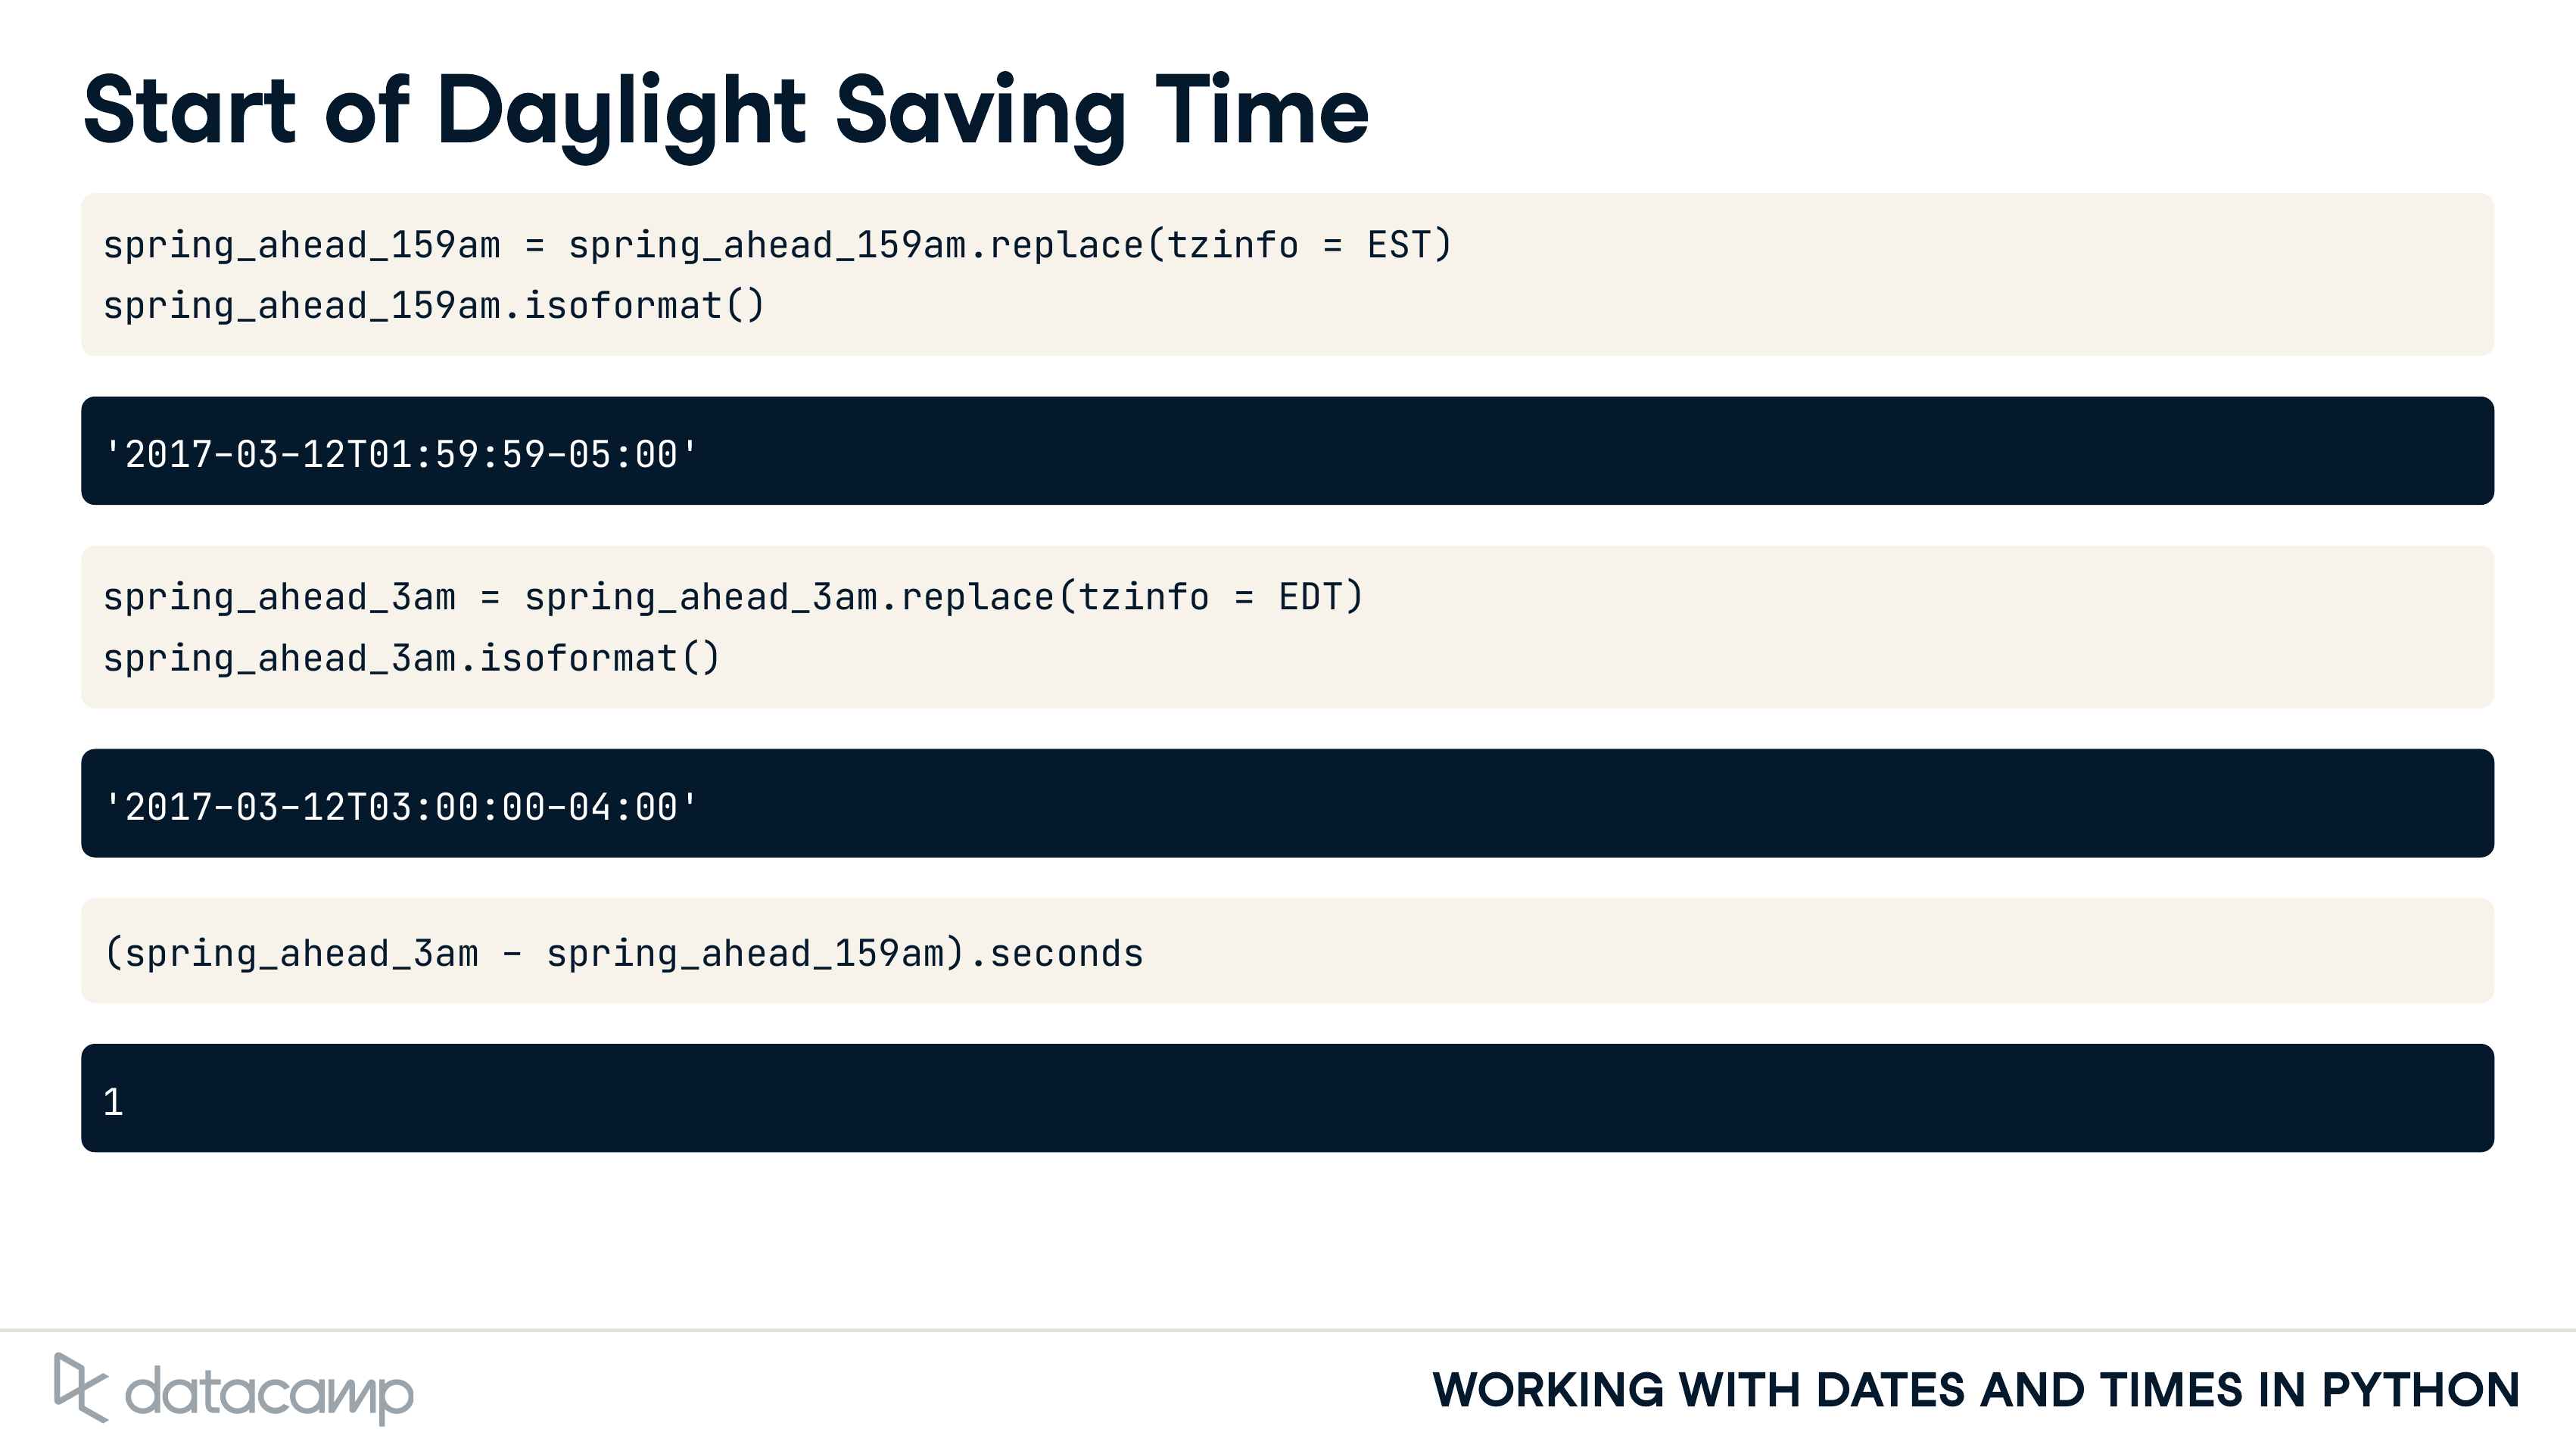 Start of Daylight Saving Time
spring_ahead_159am = spring_ahead_159am.replace(tzinfo = EST)
spring_ahead_159am.isoformat()
'2017-03-12T01:59:59-05:00'
spring_ahead_3am = spring_ahead_3am.replace(tzinfo = EDT)
spring_ahead_3am.isoformat()
'2017-03-12T03:00:00-04:00'
(spring_ahead_3am - spring_ahead_159am).seconds
1
datacamp
WORKING WITH DATES AND TIMES IN PYTHON